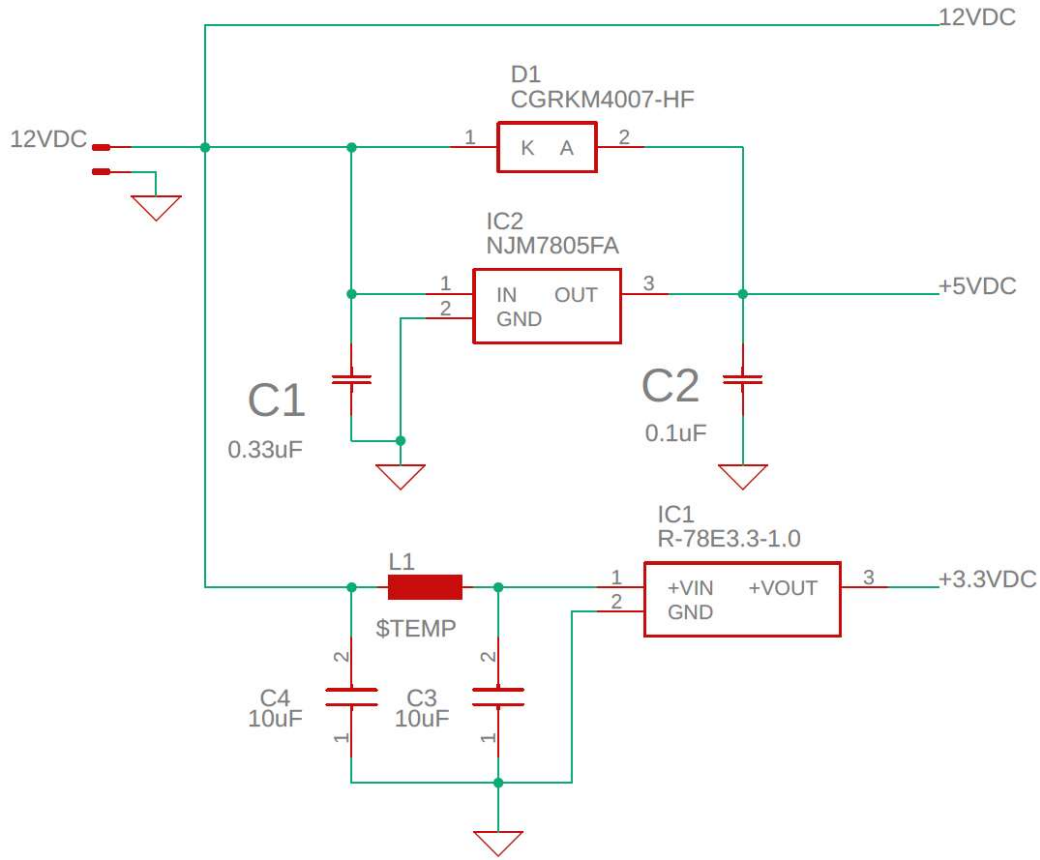 12VDC
D1
CGRKM4007-HF
12VDC
1
K A
2
IC2
NJM7805FA
1
IN OUT
3
+5VDC
2
GND
C1
0.33uF
C2
0.1uF
IC1
R-78E3.3-1.0
L1
1
+VIN +VOUT
3
+3.3VDC
2
GND
$TEMP
2
2
C4
10uF
C3
10uF
1
1